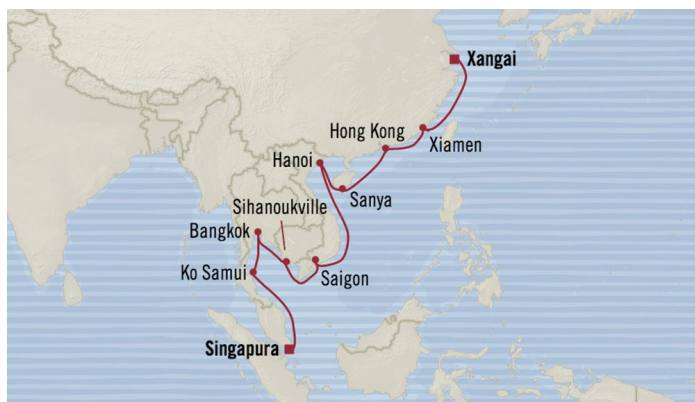 Xangai
Hong Kong
Xiamen
Hanoi
Sanya
Sihanoukville
Bangkok
Ko Samui
Saigon
Singapura